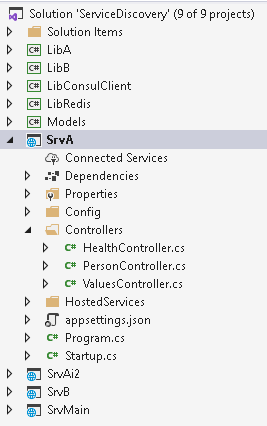 Solution 'ServiceDiscovery' (9 of 9 projects)
Solution Items
C# LibA
C# LibB
C# LibConsulClient
C# LibRedis
C# Models
SrvA
Connected Services
Dependencies
Properties
Config
Controllers
C# HealthController.cs
C# PersonController.cs
C# ValuesController.cs
HostedServices
appsettings.json
C# Program.cs
C# Startup.cs
SrvAi2
SrvB
SrvMain